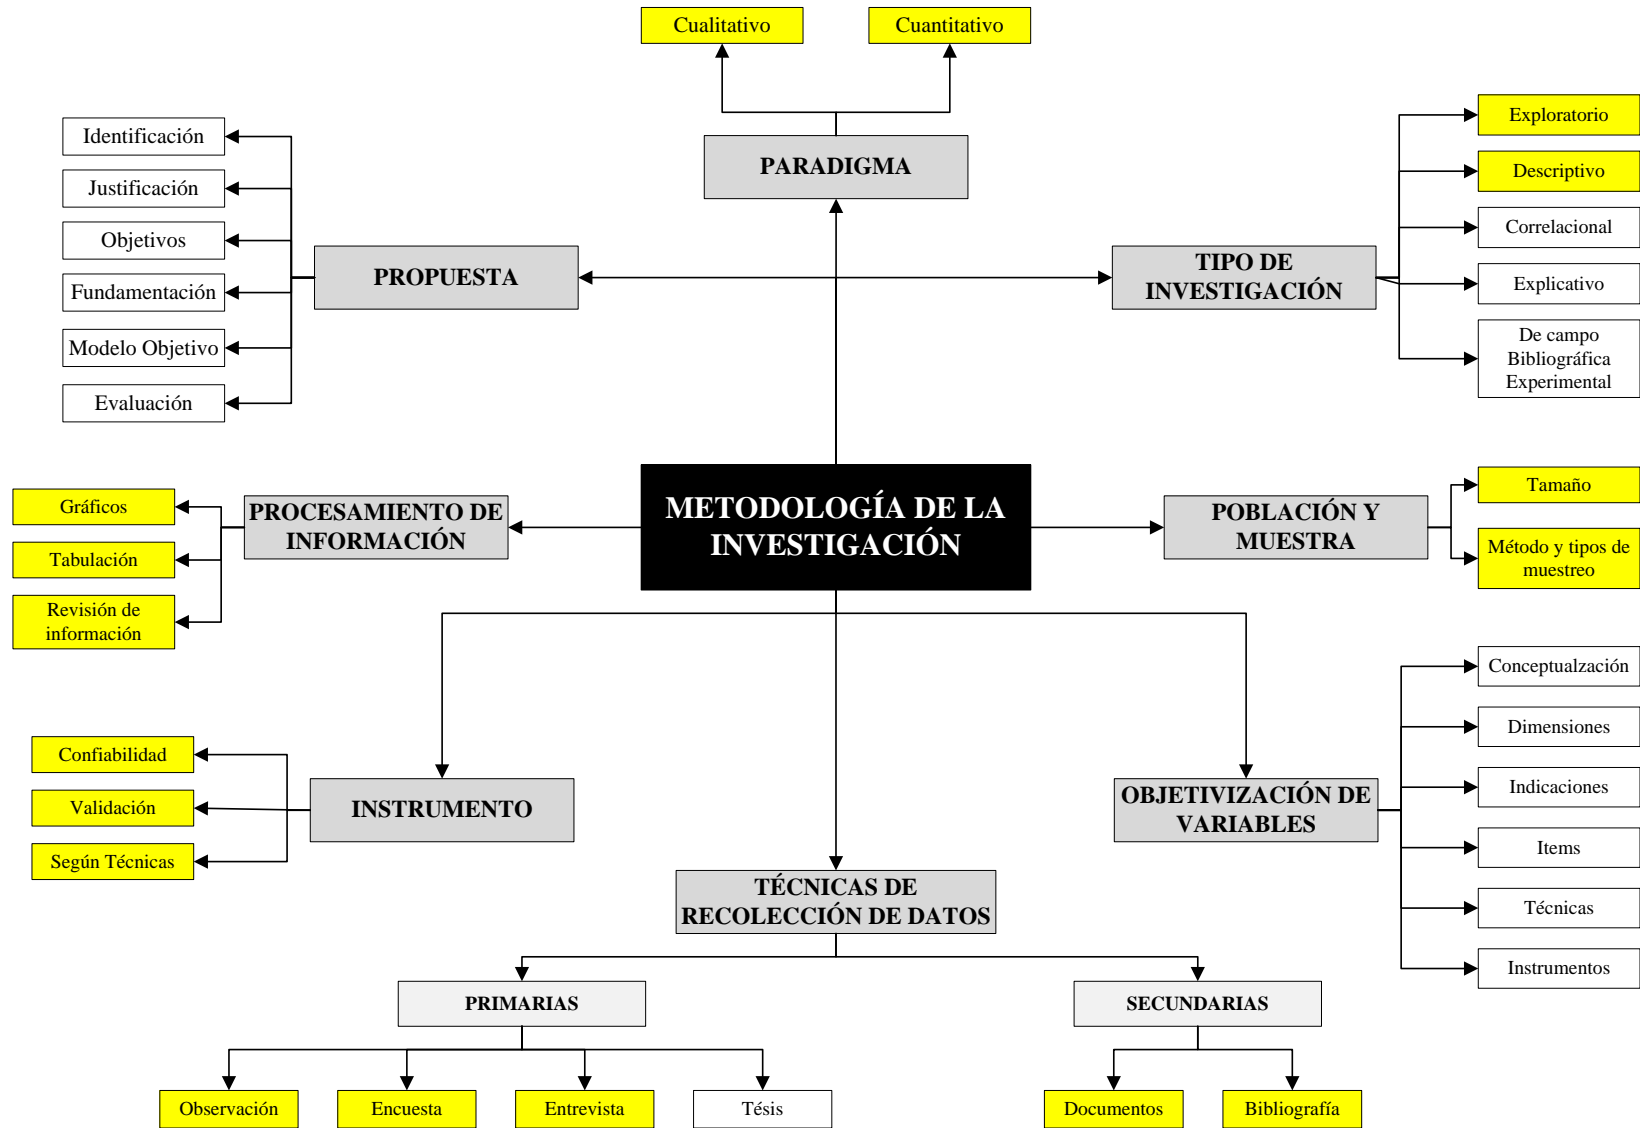 Cualitativo
Cuantitativo
PARADIGMA
Identificación
Justificación
Objetivos
Fundamentación
Modelo Objetivo
Evaluación
PROPUESTA
TIPO DE
INVESTIGACIÓN
Exploratorio
Descriptivo
Correlacional
Explicativo
De campo
Bibliográfica
Experimental
METODOLOGÍA DE LA
INVESTIGACIÓN
Gráficos
Tabulación
Revisión de
información
PROCESAMIENTO DE
INFORMACIÓN
POBLACIÓN Y
MUESTRA
Tamaño
Método y tipos de
muestreo
Confiabilidad
Validación
Según Técnicas
INSTRUMENTO
OBJETIVIZACIÓN DE
VARIABLES
Conceptualzación
Dimensiones
Indicaciones
Items
Técnicas
Instrumentos
TÉCNICAS DE
RECOLECCIÓN DE DATOS
PRIMARIAS
SECUNDARIAS
Observación
Encuesta
Entrevista
Tésis
Documentos
Bibliografía